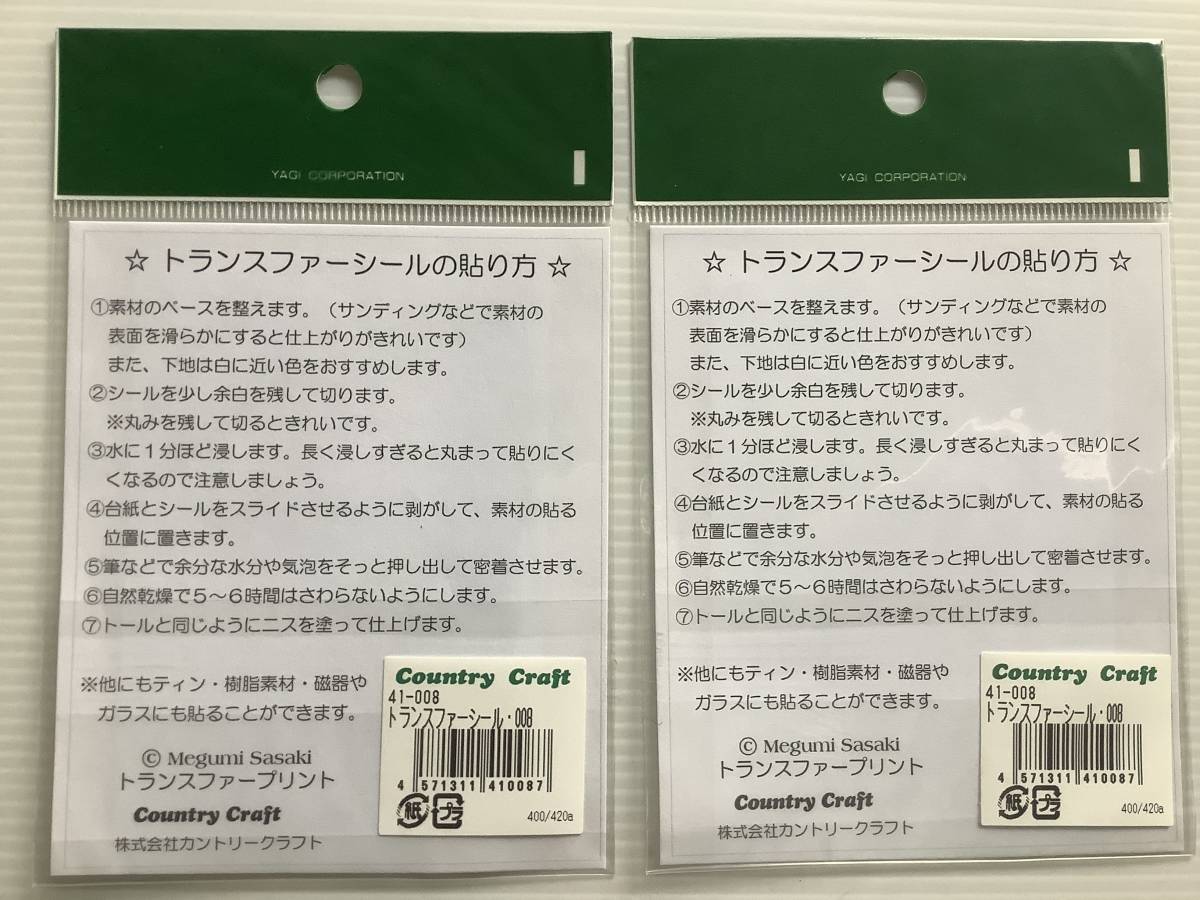 YAGI CORPORATION
☆ トランスファーシールの貼り方 ☆
①素材のベースを整えます。（サンディングなどで素材の
表面を滑らかにすると仕上がりがきれいです）
また、下地は白に近い色をおすすめします。
②シールを少し余白を残して切ります。
※丸みを残して切るときれいです。
③水に１分ほど浸します。長く浸しすぎると丸まって貼りにく
くなるので注意しましょう。
④台紙とシールをスライドさせるように剥がして、素材の貼る
位置に置きます。
⑤筆などで余分な水分や気泡をそっと押し出して密着させます。
⑥自然乾燥で５～６時間はさわらないようにします。
⑦トールと同じようにニスを塗って仕上げます。
※他にもティン・樹脂素材・磁器や
ガラスにも貼ることができます。
© Megumi Sasaki
トランスファープリント
Country Craft
株式会社カントリークラフト
Country Craft
41-008
トランスファーシール・008
4 571311 410087
紙 プラ
400/420a
YAGI CORPORATION
☆ トランスファーシールの貼り方 ☆
①素材のベースを整えます。（サンディングなどで素材の
表面を滑らかにすると仕上がりがきれいです）
また、下地は白に近い色をおすすめします。
②シールを少し余白を残して切ります。
※丸みを残して切るときれいです。
③水に１分ほど浸します。長く浸しすぎると丸まって貼りにく
くなるので注意しましょう。
④台紙とシールをスライドさせるように剥がして、素材の貼る
位置に置きます。
⑤筆などで余分な水分や気泡をそっと押し出して密着させます。
⑥自然乾燥で５～６時間はさわらないようにします。
⑦トールと同じようにニスを塗って仕上げます。
※他にもティン・樹脂素材・磁器や
ガラスにも貼ることができます。
© Megumi Sasaki
トランスファープリント
Country Craft
株式会社カントリークラフト
Country Craft
41-008
トランスファーシール・008
4 571311 410087
紙 プラ
400/420a